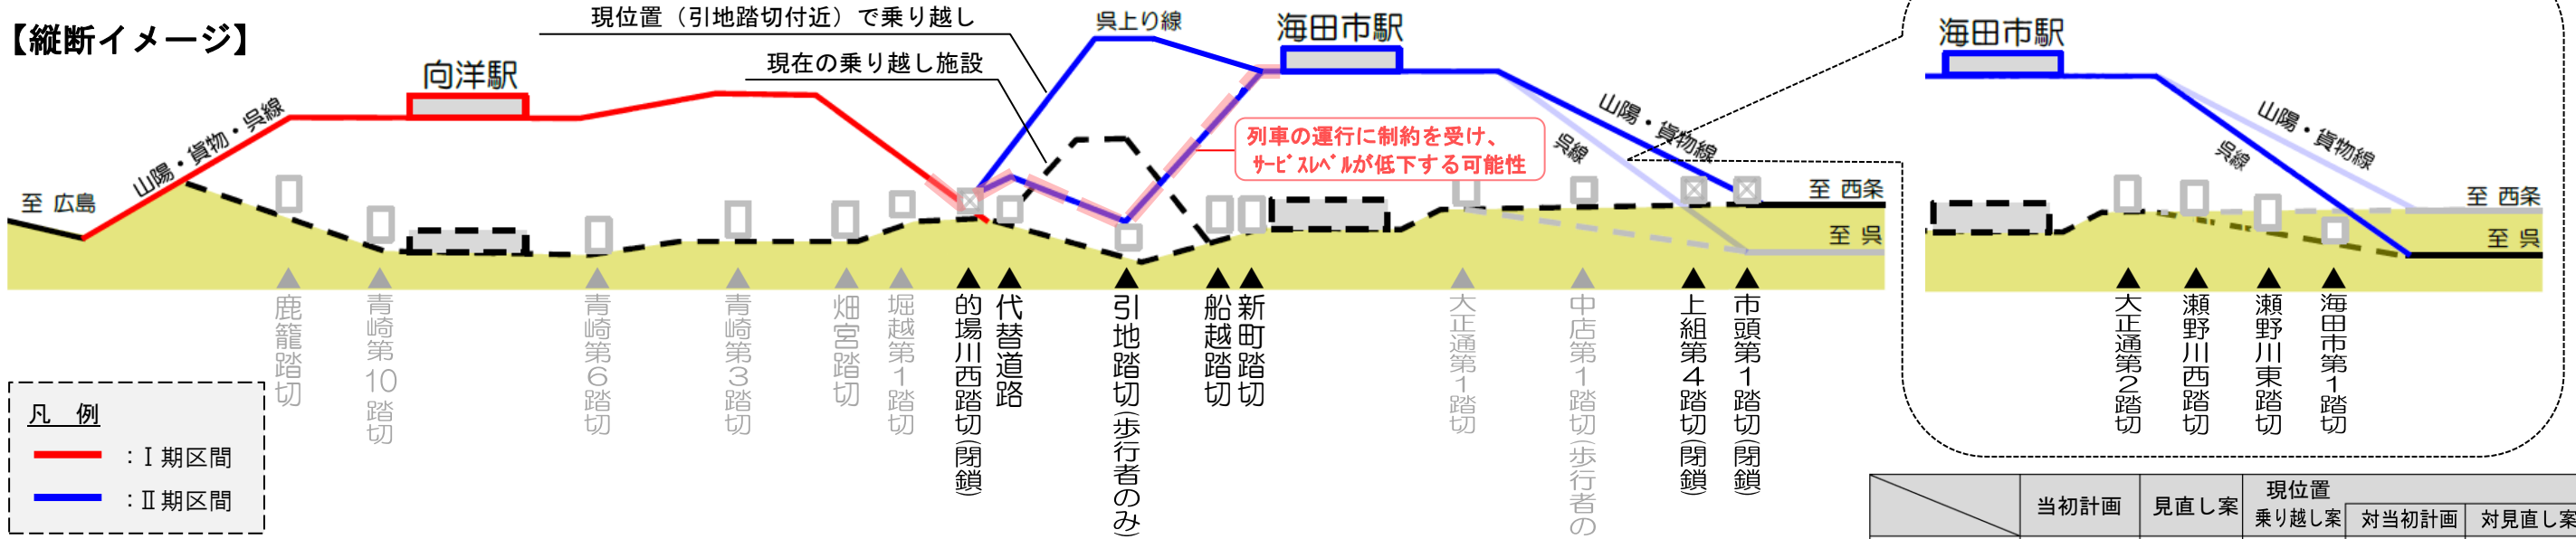 【縦断イメージ】
現位置（引地踏切付近）で乗り越し
現在の乗り越し施設
呉上り線
海田市駅
向洋駅
山陽・貨物・呉線
至 広島
列車の運行に制約を受け、
サービスレベルが低下する可能性
山陽・貨物線
呉線
至 西条
至 呉
鹿籠踏切
青崎第10踏切
青崎第6踏切
青崎第3踏切
畑宮踏切
堀越第1踏切
的場川西踏切(閉鎖)
代替道路
引地踏切(歩行者のみ)
船越踏切
新町踏切
大正通第1踏切
中店第1踏切(歩行者の
上組第4踏切(閉鎖)
市頭第1踏切(閉鎖)
海田市駅
山陽・貨物線
呉線
至 西条
至 呉
大正通第2踏切
瀬野川西踏切
瀬野川東踏切
海田市第1踏切
凡 例
：Ⅰ期区間
：Ⅱ期区間
当初計画
見直し案
現位置
乗り越し案
対当初計画
対見直し案